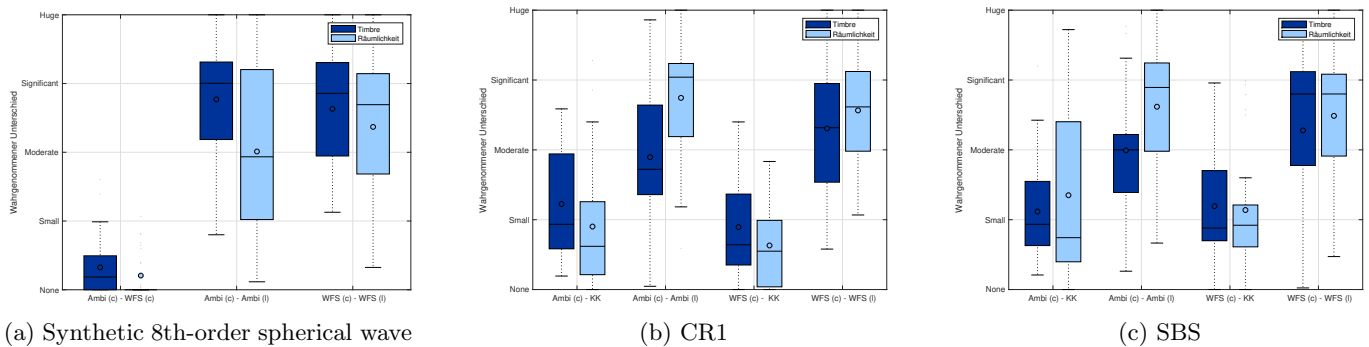 Huge
Significant
Moderate
Small
None
Wahrgenommener Unterschied
Timbre
Räumlichkeit
Ambi (c) - WFS (c)
Ambi (c) - Ambi (l)
WFS (c) - WFS (l)
(a) Synthetic 8th-order spherical wave
Huge
Significant
Moderate
Small
None
Wahrgenommener Unterschied
Timbre
Räumlichkeit
Ambi (c) - KK
Ambi (c) - Ambi (l)
WFS (c) - KK
WFS (c) - WFS (l)
(b) CR1
Huge
Significant
Moderate
Small
None
Wahrgenommener Unterschied
Timbre
Räumlichkeit
Ambi (c) - KK
Ambi (c) - Ambi (l)
WFS (c) - KK
WFS (c) - WFS (l)
(c) SBS